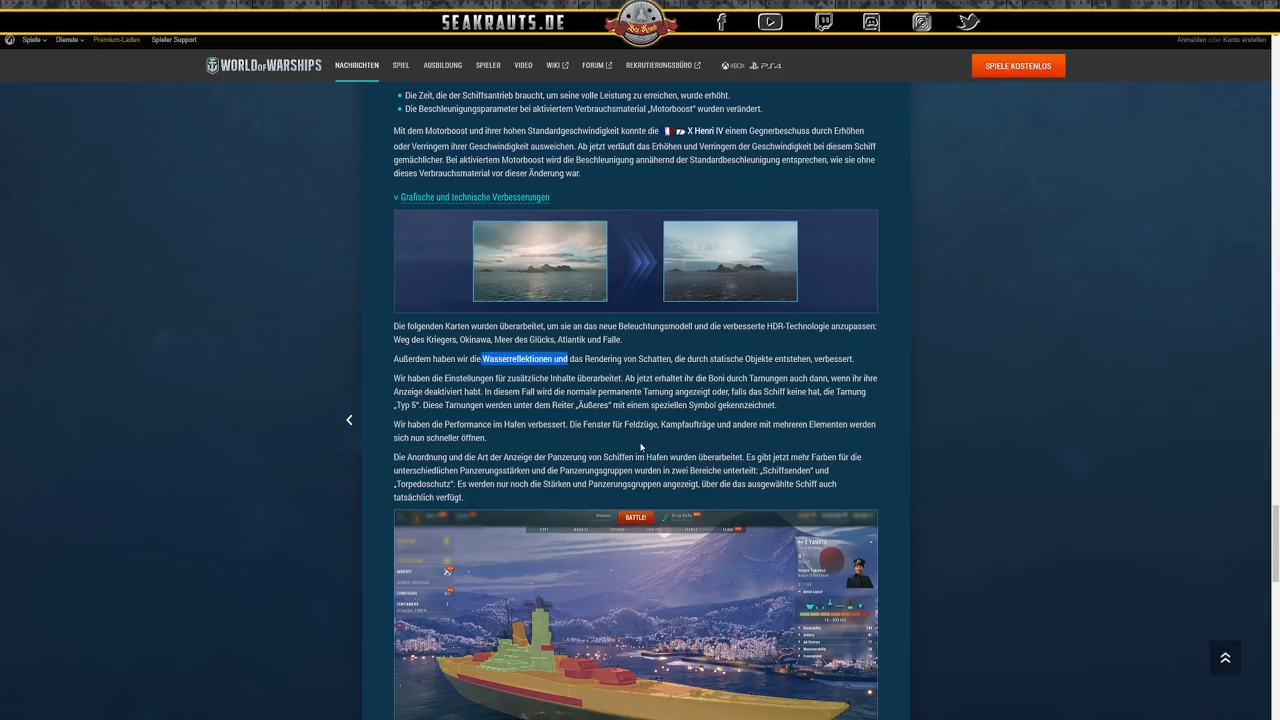 SEAKRAUTS.DE
Spiele Dienste Premium-Laden Spieler Support
Anmelden oder Konto erstellen
WORLD OF WARSHIPS
NACHRICHTEN SPIEL AUSBILDUNG SPIELER VIDEO WIKI FORUM REKRUTIERUNGSBÜRO XBOX PS4
SPIELE KOSTENLOS
Die Zeit, die der Schiffsantrieb braucht, um seine volle Leistung zu erreichen, wurde erhöht.
Die Beschleunigungsparameter bei aktiviertem Verbrauchsmaterial „Motorboost“ wurden verändert.
Mit dem Motorboost und ihrer hohen Standardgeschwindigkeit konnte die X Henri IV einem Gegnerbeschuss durch Erhöhen
oder Verringern ihrer Geschwindigkeit ausweichen. Ab jetzt verläuft das Erhöhen und Verringern der Geschwindigkeit bei diesem Schiff
gemächlicher. Bei aktiviertem Motorboost wird die Beschleunigung annähernd der Standardbeschleunigung entsprechen, wie sie ohne
dieses Verbrauchsmaterial vor dieser Änderung war.
Grafische und technische Verbesserungen
Die folgenden Karten wurden überarbeitet, um sie an das neue Beleuchtungsmodell und die verbesserte HDR-Technologie anzupassen:
Weg des Kriegers, Okinawa, Meer des Glücks, Atlantik und Falle.
Außerdem haben wir die Wasserreflektionen und das Rendering von Schatten, die durch statische Objekte entstehen, verbessert.
Wir haben die Einstellungen für zusätzliche Inhalte überarbeitet. Ab jetzt erhaltet ihr die Boni durch Tarnungen auch dann, wenn ihr ihre
Anzeige deaktiviert habt. In diesem Fall wird die normale permanente Tarnung angezeigt oder, falls das Schiff keine hat, die Tarnung
„Typ 5“. Diese Tarnungen werden unter dem Reiter „Äußeres“ mit einem speziellen Symbol gekennzeichnet.
Wir haben die Performance im Hafen verbessert. Die Fenster für Feldzüge, Kampfaufträge und andere mit mehreren Elementen werden
sich nun schneller öffnen.
Die Anordnung und die Art der Anzeige der Panzerung von Schiffen im Hafen wurden überarbeitet. Es gibt jetzt mehr Farben für die
unterschiedlichen Panzerungsstärken und die Panzerungsgruppen wurden in zwei Bereiche unterteilt: „Schiffsenden“ und
„Torpedoschutz“. Es werden nur noch die Stärken und Panzerungsgruppen angezeigt, über die das ausgewählte Schiff auch
tatsächlich verfügt.
BATTLE!
X YAMATO
ARMORY
CAMPAIGNS
CONTAINERS